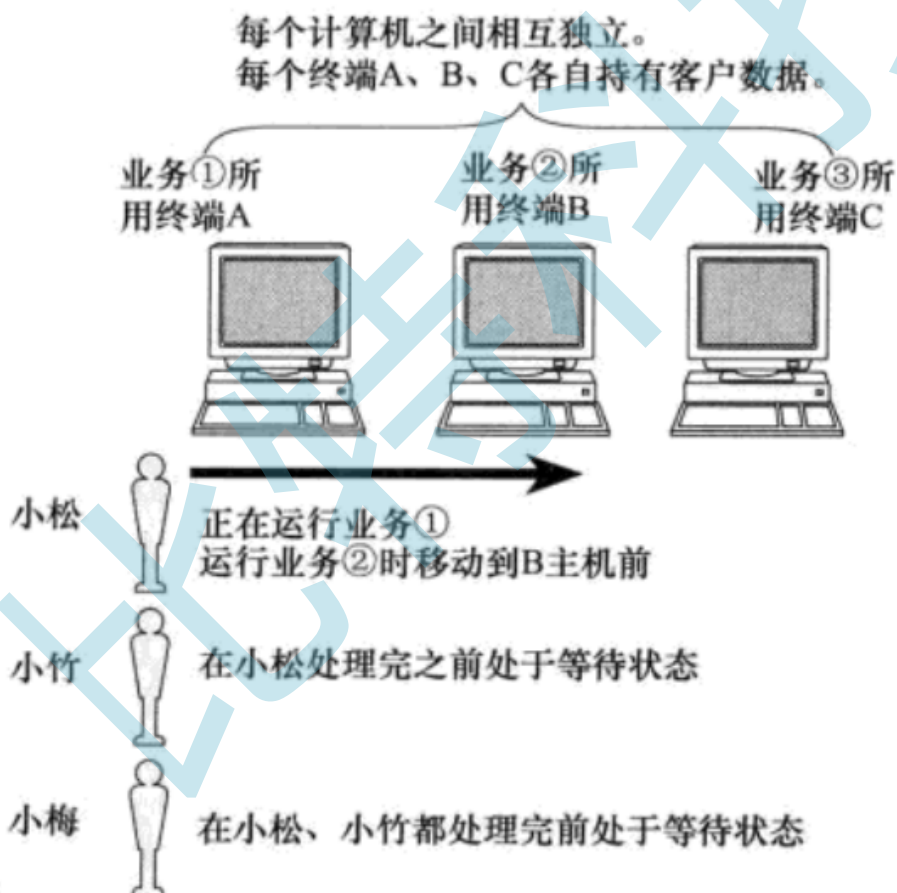 每个计算机之间相互独立。
每个终端A、B、C各自持有客户数据。
业务①所
用终端A
业务②所
用终端B
业务③所
用终端C
小松
正在运行业务①
运行业务②时移动到B主机前
小竹
在小松处理完之前处于等待状态
小梅
在小松、小竹都处理完前处于等待状态
比特科技